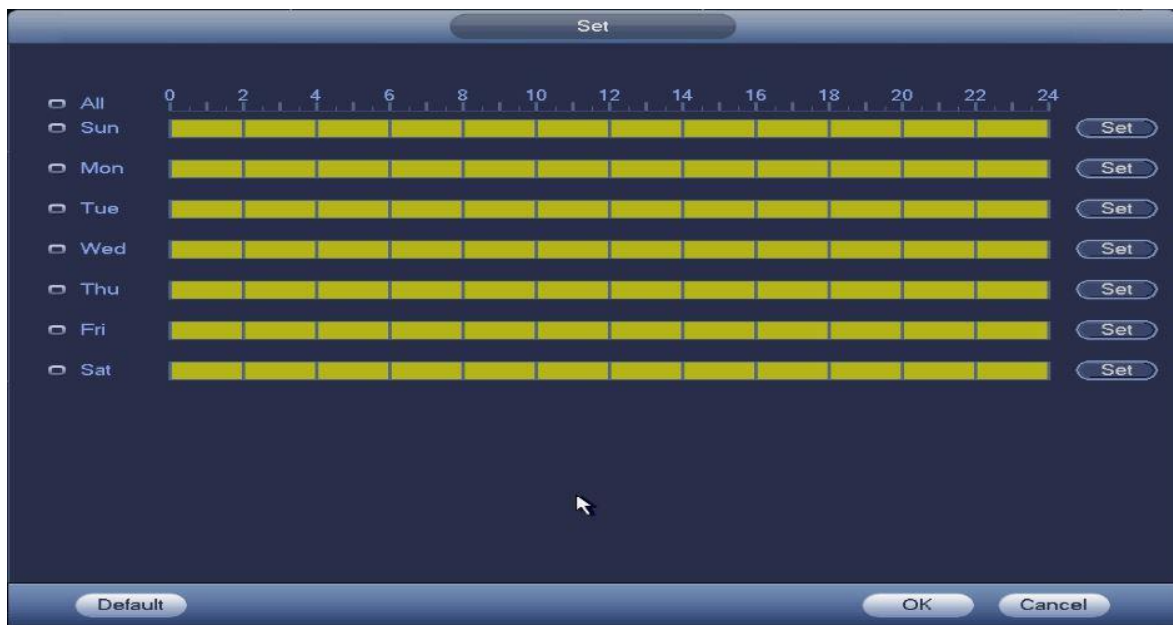 Set
All 0 2 4 6 8 10 12 14 16 18 20 22 24
Sun Set
Mon Set
Tue Set
Wed Set
Thu Set
Fri Set
Sat Set
Default OK Cancel